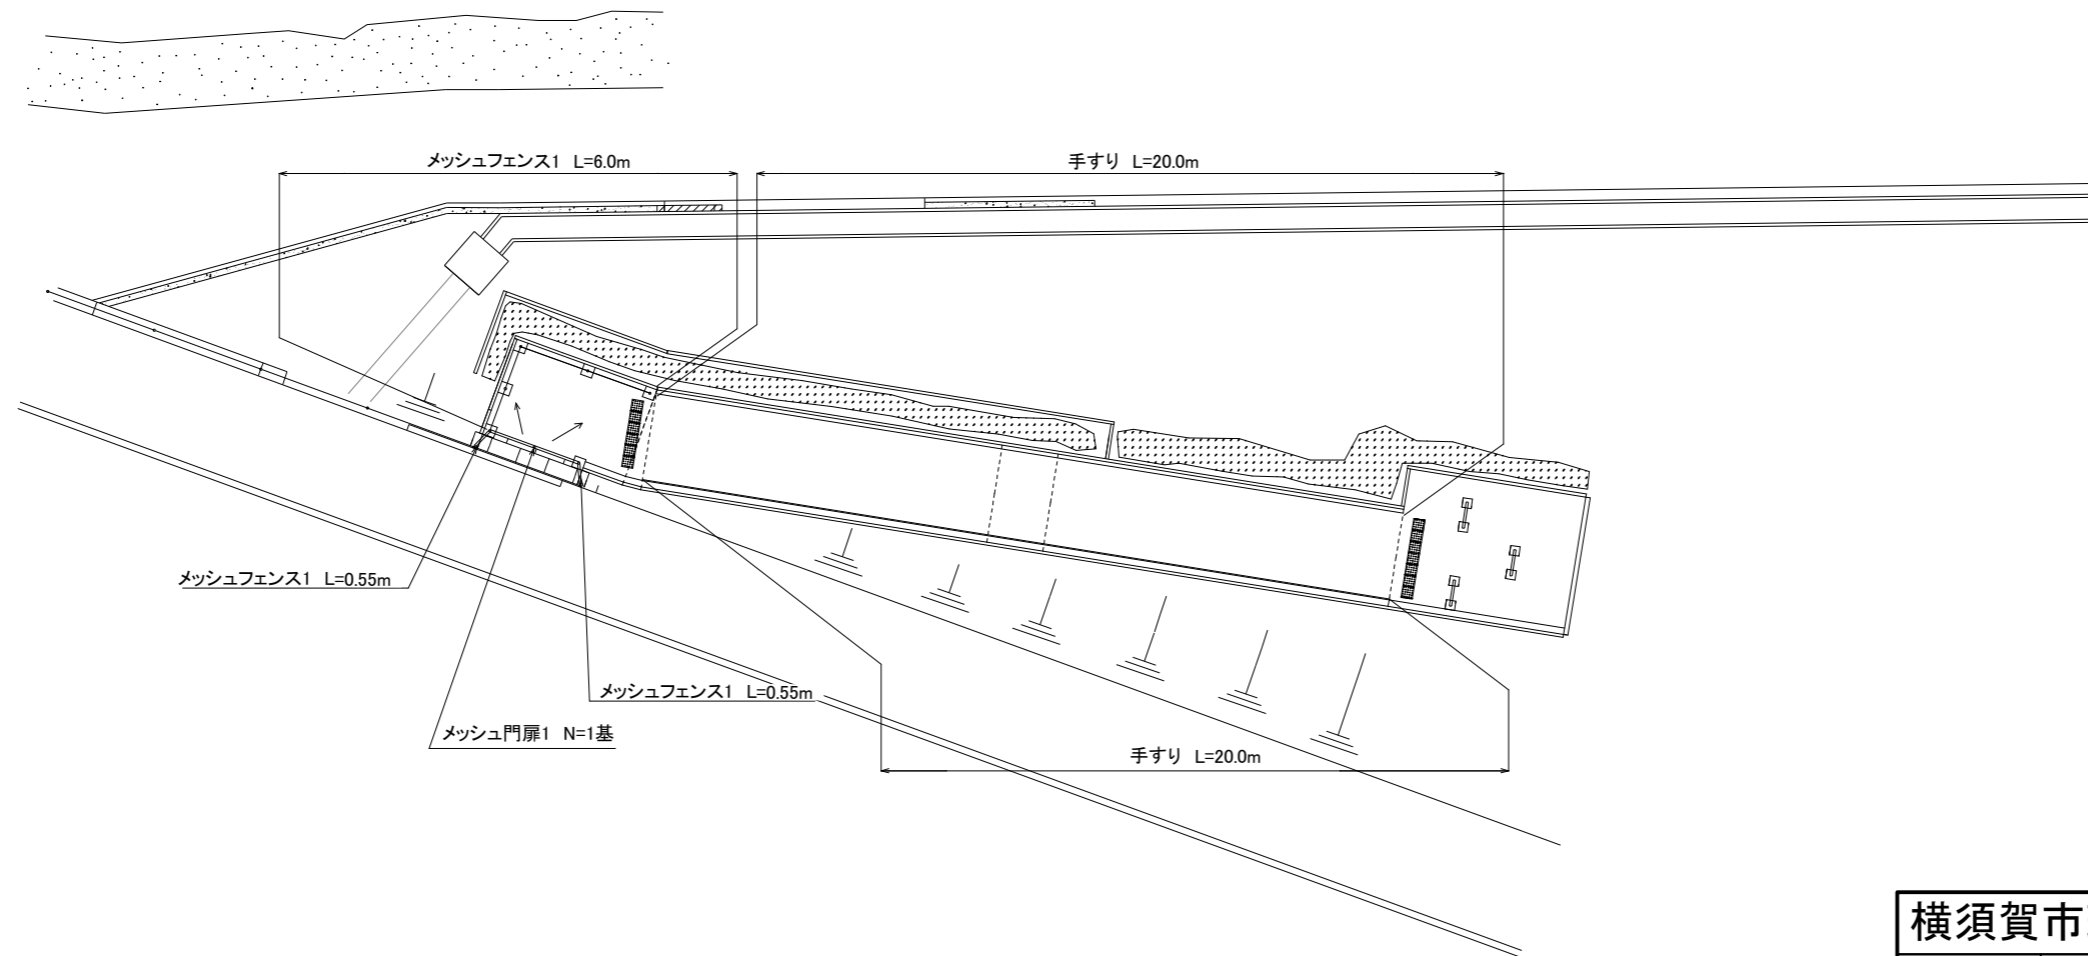 メッシュフェンス1 L=6.0m
手すり L=20.0m
メッシュフェンス1 L=0.55m
メッシュフェンス1 L=0.55m
メッシュ門扉1 N=1基
手すり L=20.0m
横須賀市